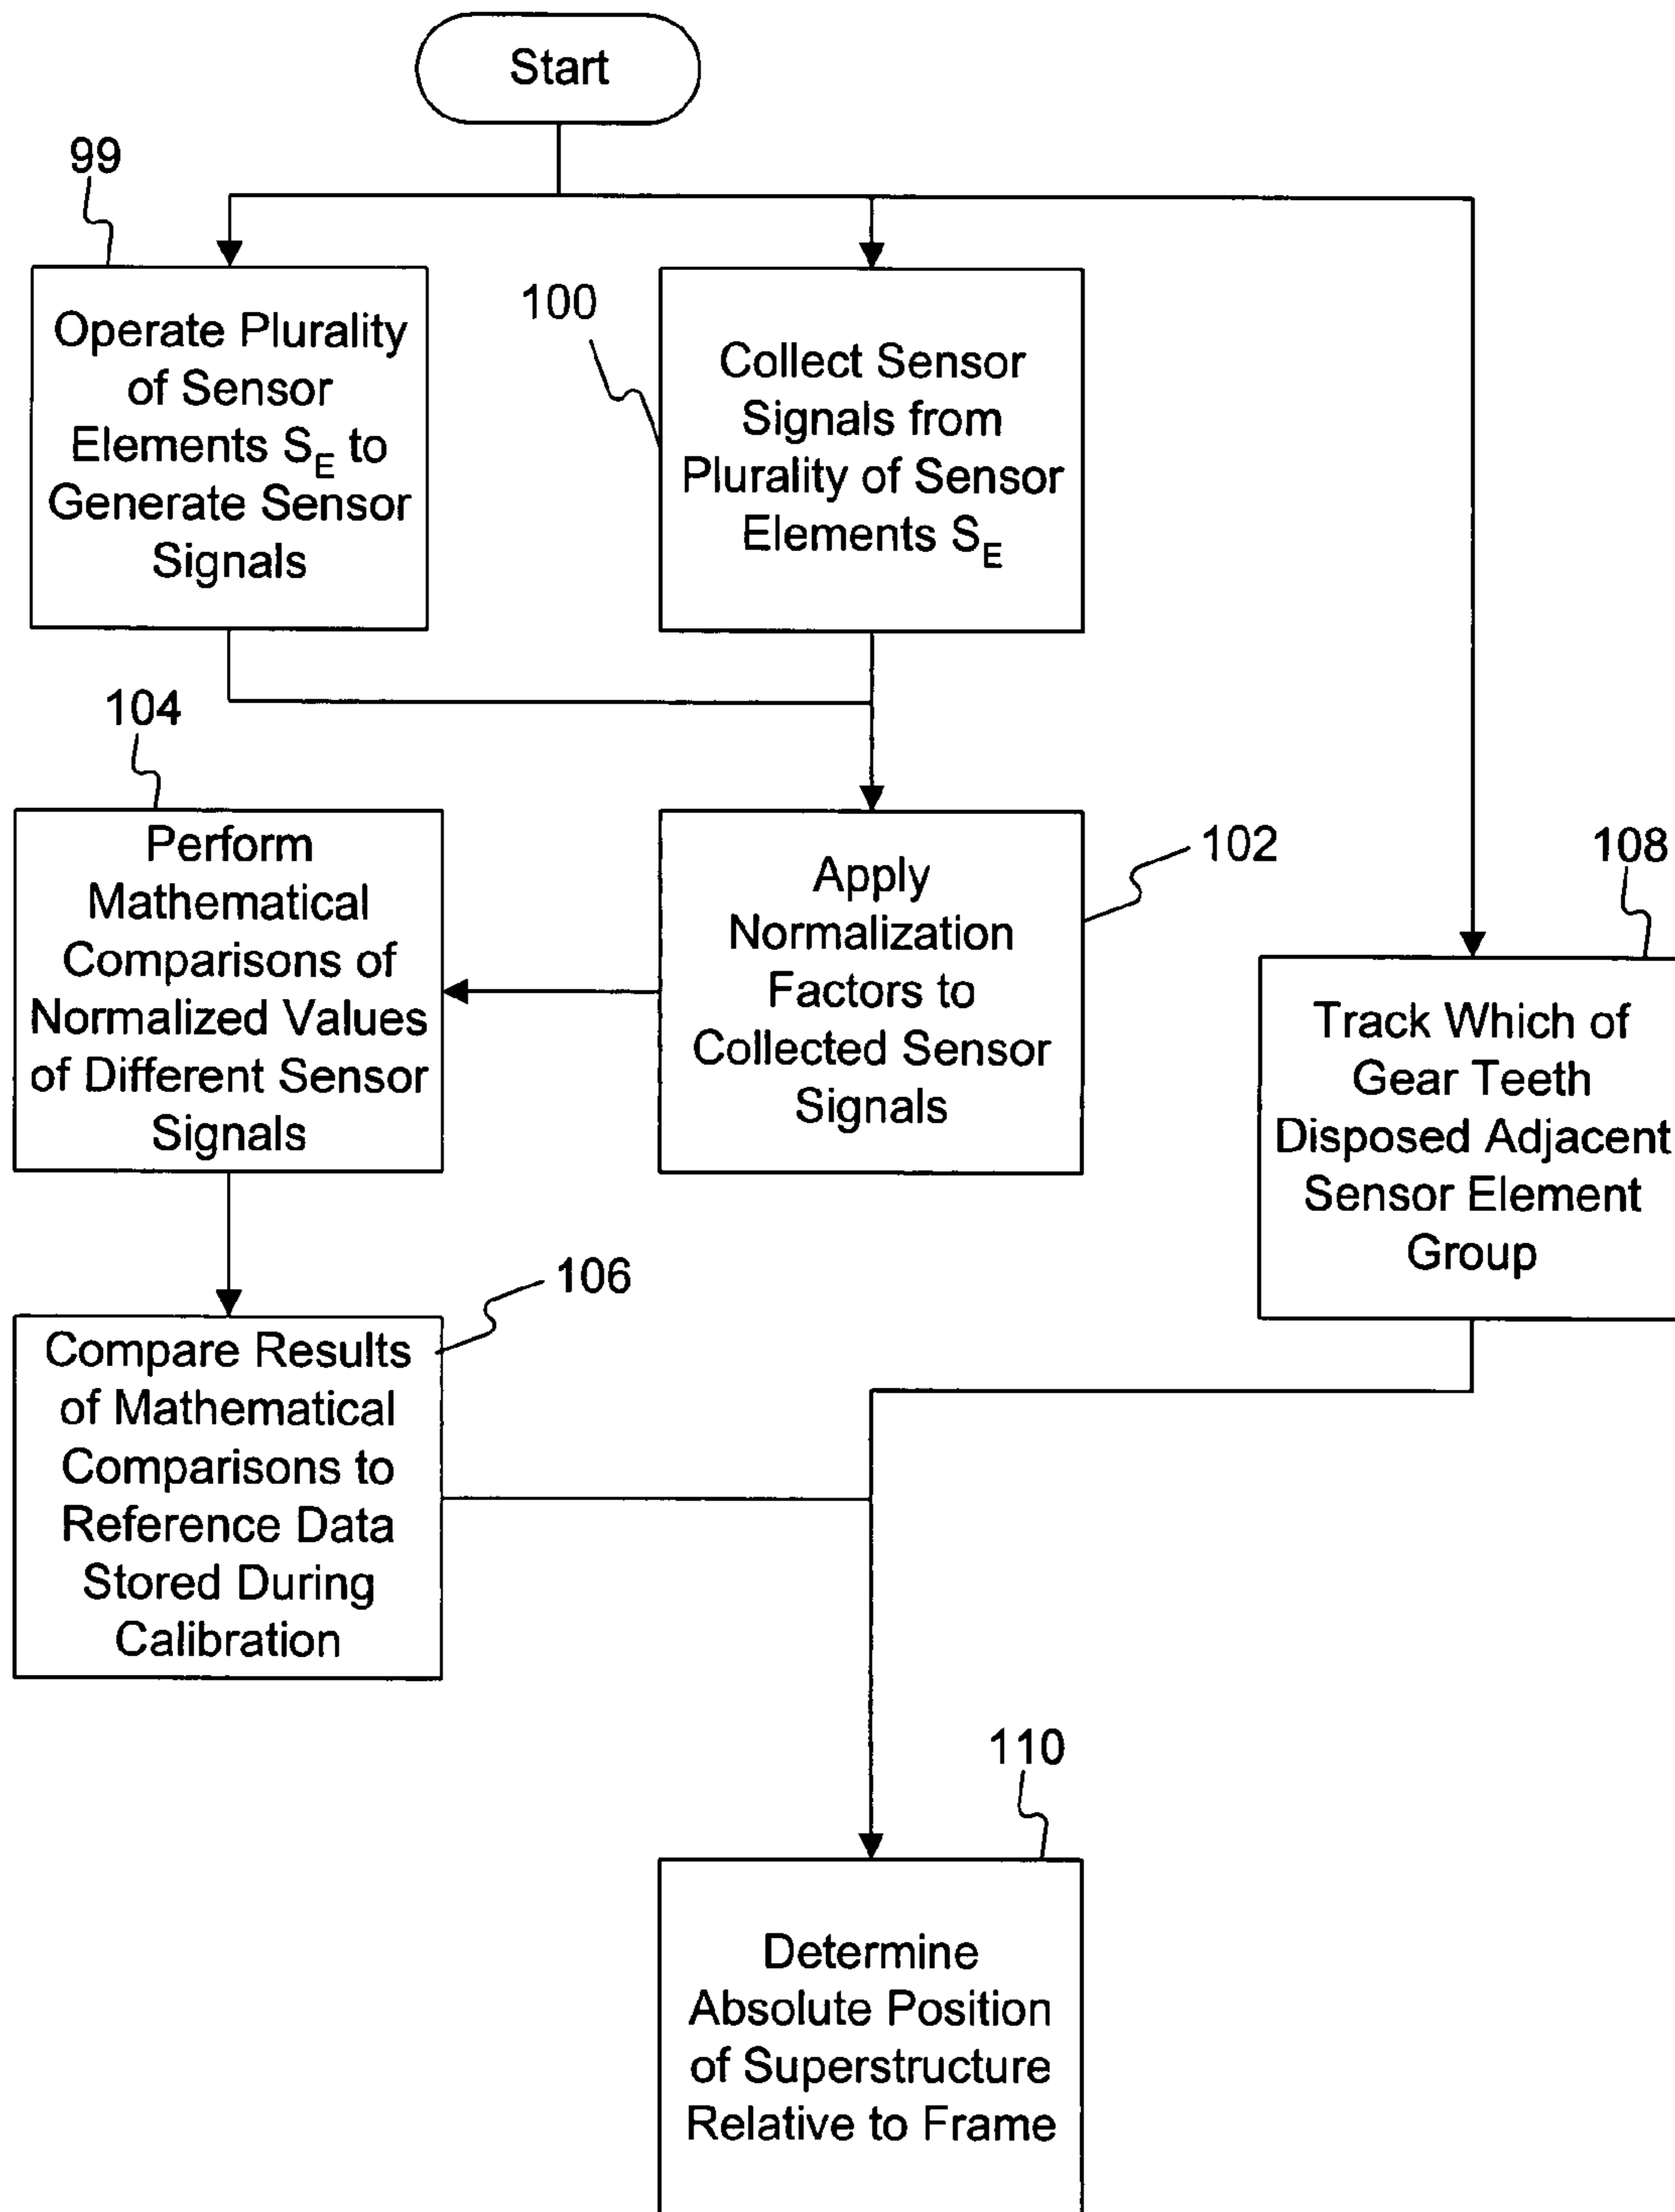 Start
99
Operate Plurality
of Sensor
Elements SE to
Generate Sensor
Signals
100
Collect Sensor
Signals from
Plurality of Sensor
Elements SE
104
Perform
Mathematical
Comparisons of
Normalized Values
of Different Sensor
Signals
102
Apply
Normalization
Factors to
Collected Sensor
Signals
108
Track Which of
Gear Teeth
Disposed Adjacent
Sensor Element
Group
106
Compare Results
of Mathematical
Comparisons to
Reference Data
Stored During
Calibration
110
Determine
Absolute Position
of Superstructure
Relative to Frame